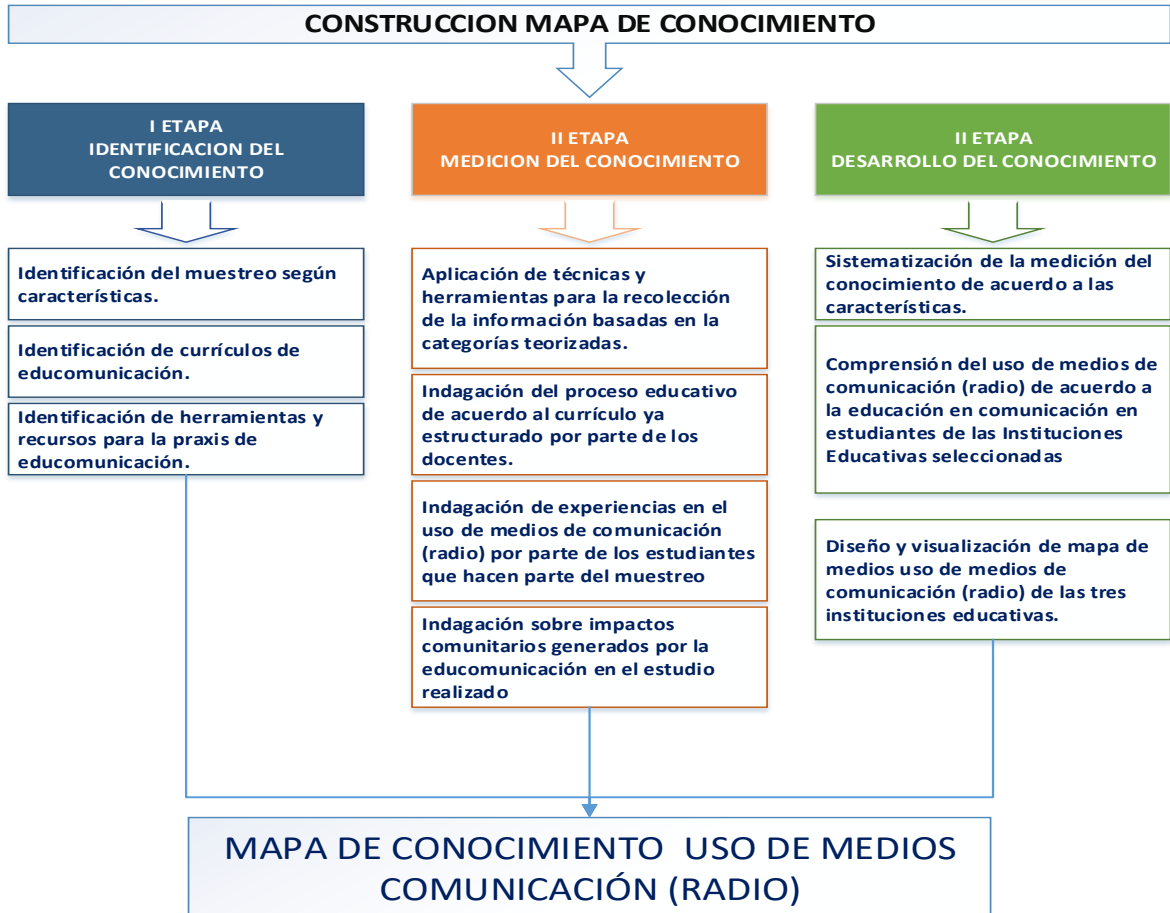 CONSTRUCCION MAPA DE CONOCIMIENTO
I ETAPA
IDENTIFICACION DEL
CONOCIMIENTO
Identificación del muestreo según
características.
Identificación de currículos de
educomunicación.
Identificación de herramientas y
recursos para la praxis de
educomunicación.
II ETAPA
MEDICION DEL CONOCIMIENTO
Aplicación de técnicas y
herramientas para la recolección
de la información basadas en la
categorías teorizadas.
Indagación del proceso educativo
de acuerdo al currículo ya
estructurado por parte de los
docentes.
Indagación de experiencias en el
uso de medios de comunicación
(radio) por parte de los estudiantes
que hacen parte del muestreo
Indagación sobre impactos
comunitarios generados por la
educomunicación en el estudio
realizado
II ETAPA
DESARROLLO DEL CONOCIMIENTO
Sistematización de la medición del
conocimiento de acuerdo a las
características.
Comprensión del uso de medios de
comunicación (radio) de acuerdo a
la educación en comunicación en
estudiantes de las Instituciones
Educativas seleccionadas
Diseño y visualización de mapa de
medios uso de medios de
comunicación (radio) de las tres
instituciones educativas.
MAPA DE CONOCIMIENTO USO DE MEDIOS
COMUNICACIÓN (RADIO)